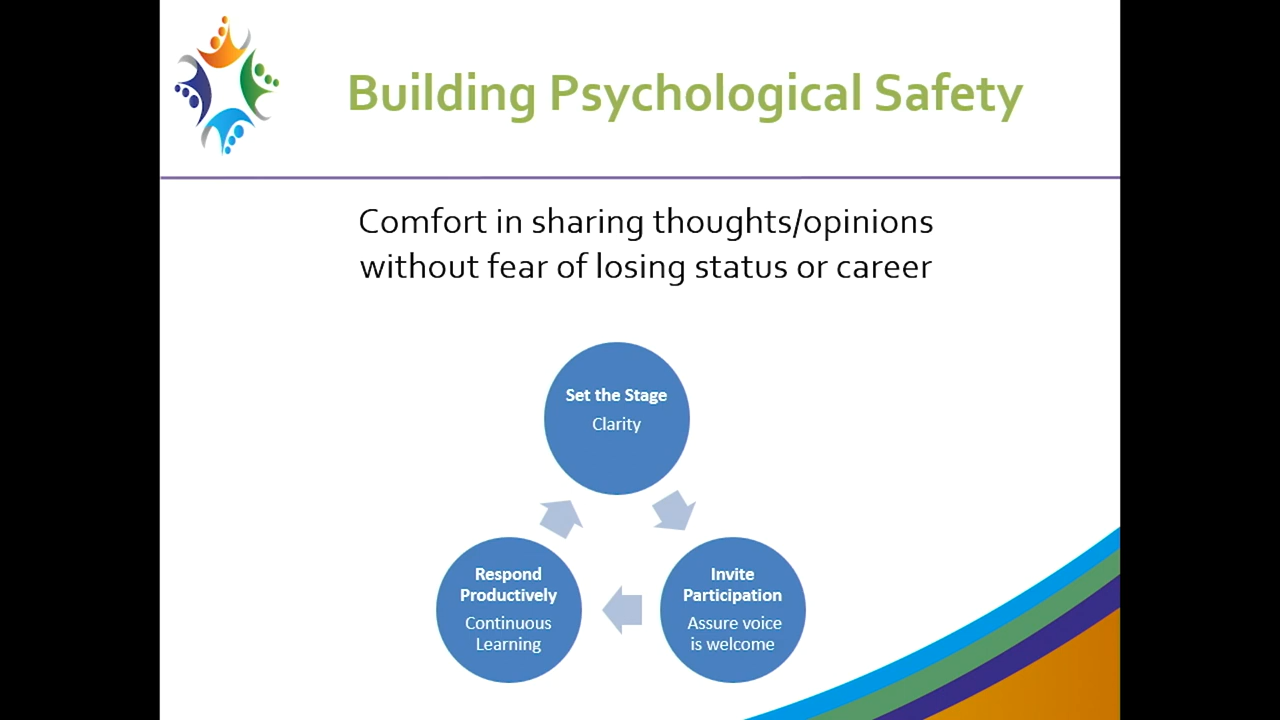 Building Psychological Safety
Comfort in sharing thoughts/opinions
without fear of losing status or career
Set the Stage
Clarity
Invite
Participation
Assure voice
is welcome
Respond
Productively
Continuous
Learning